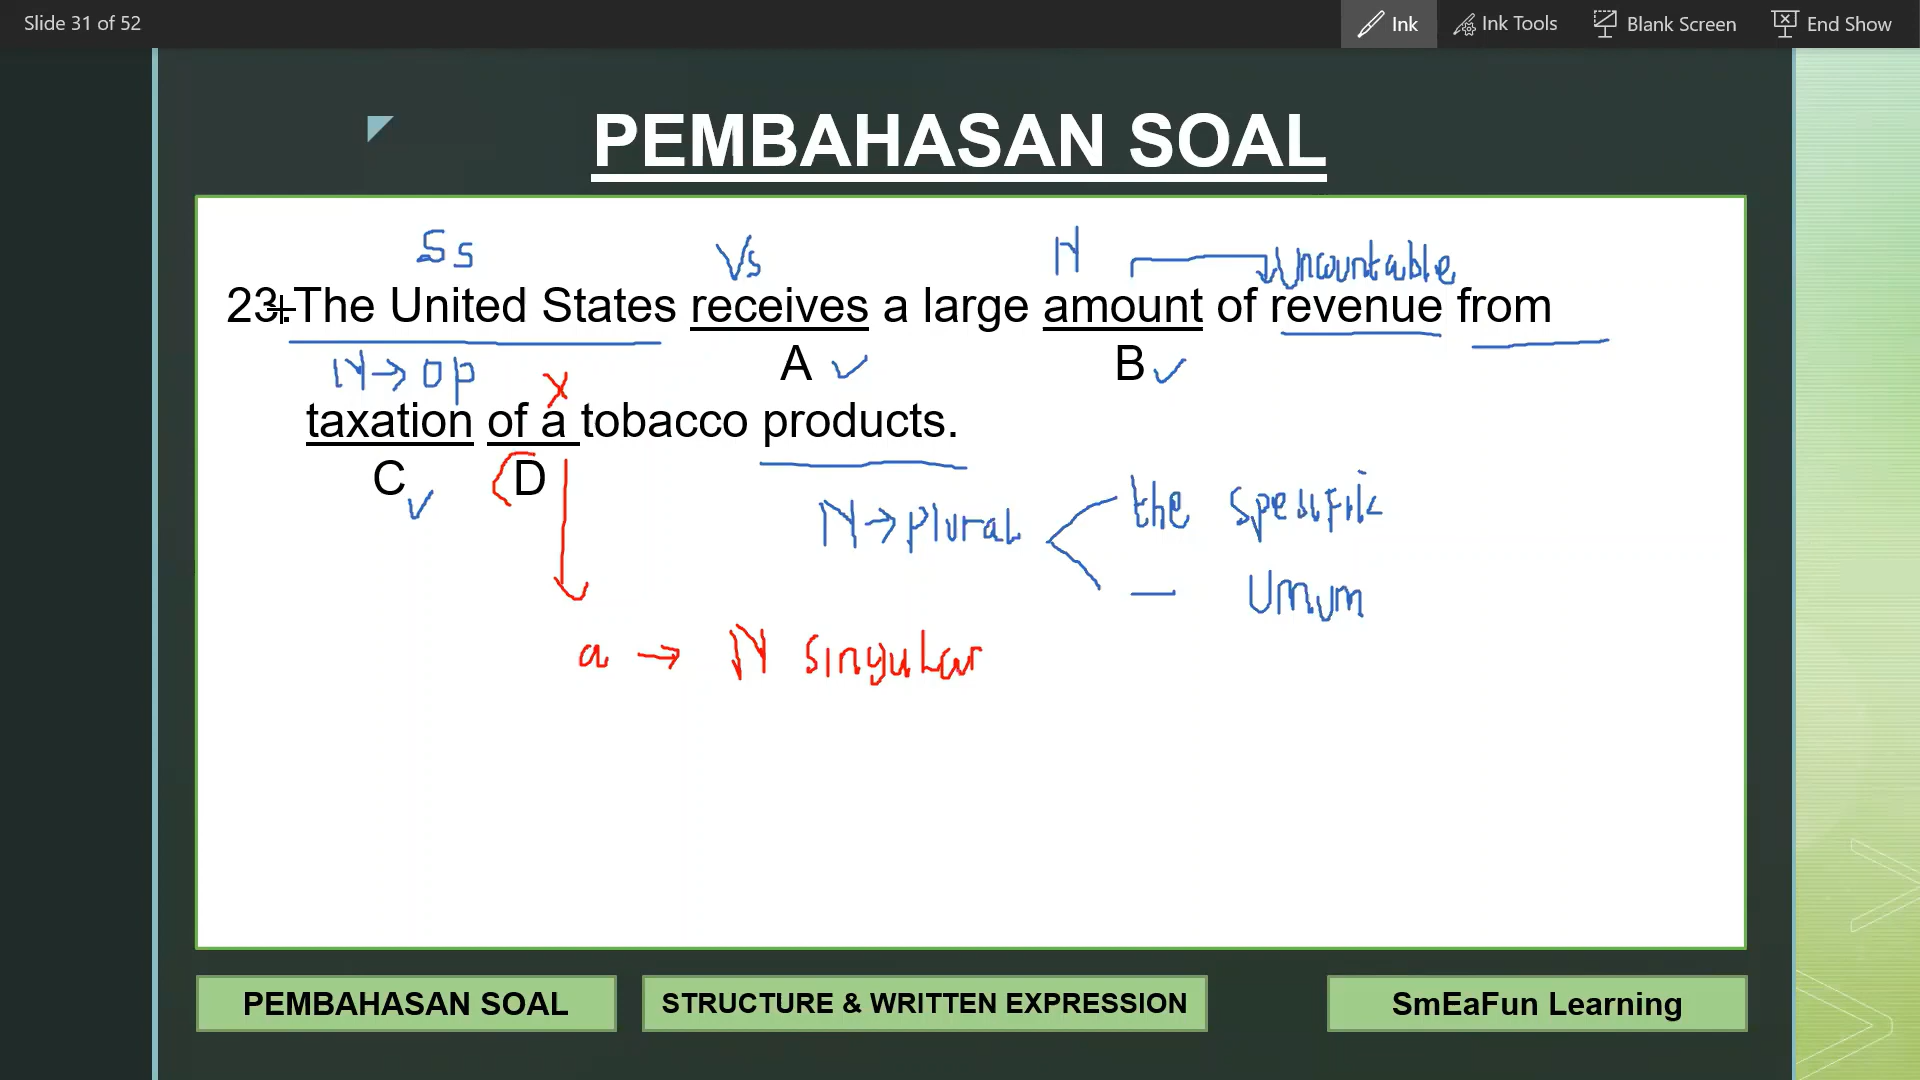 Slide 31 of 52
Ink
Ink Tools
Blank Screen
End Show
PEMBAHASAN SOAL
Ss Vs N Uncountable
23. The United States receives a large amount of revenue from
N → OP x A B
taxation of a tobacco products.
C D
N → plural the spesifik
— Umum
a → N singular
PEMBAHASAN SOAL
STRUCTURE & WRITTEN EXPRESSION
SmEaFun Learning